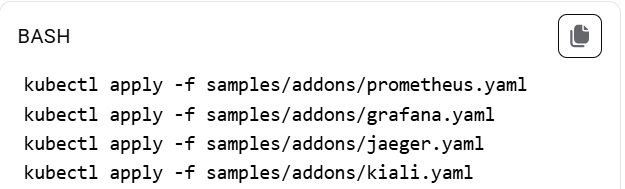 BASH
kubectl apply -f samples/addons/prometheus.yaml
kubectl apply -f samples/addons/grafana.yaml
kubectl apply -f samples/addons/jaeger.yaml
kubectl apply -f samples/addons/kiali.yaml